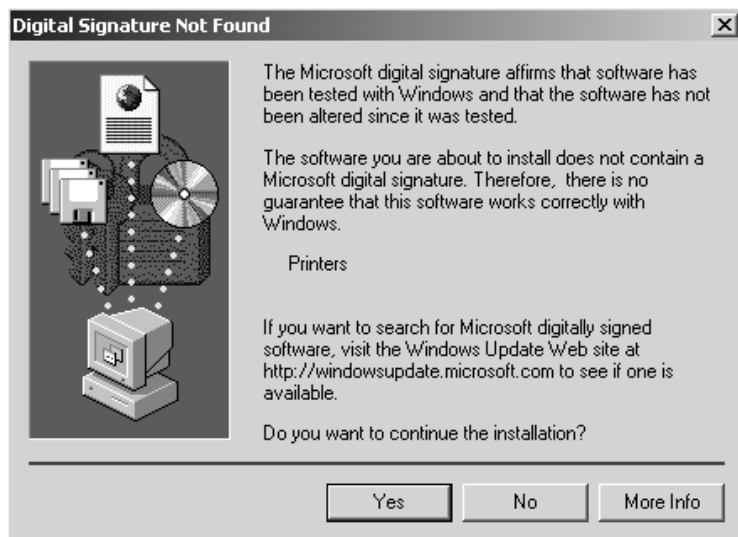 Digital Signature Not Found
The Microsoft digital signature affirms that software has
been tested with Windows and that the software has not
been altered since it was tested.
The software you are about to install does not contain a
Microsoft digital signature. Therefore,  there is no
guarantee that this software works correctly with
Windows.
Printers
If you want to search for Microsoft digitally signed
software, visit the Windows Update Web site at
http://windowsupdate.microsoft.com to see if one is
available.
Do you want to continue the installation?
Yes
No
More Info